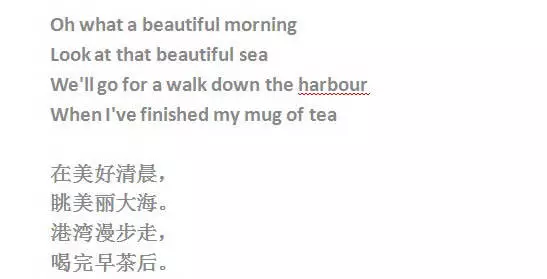 Oh what a beautiful morning
Look at that beautiful sea
We'll go for a walk down the harbour
When I've finished my mug of tea
在美好清晨，
眺美丽大海。
港湾漫步走，
喝完早茶后。